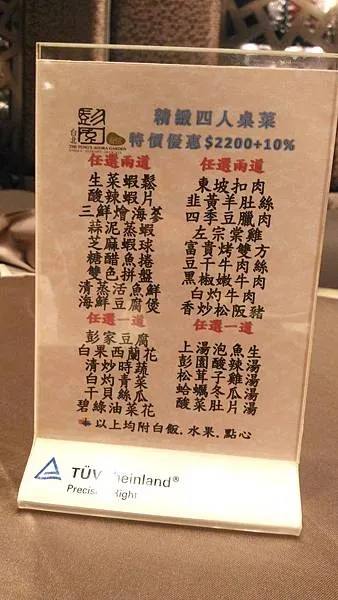 彭園
台北
THE PENG'S AGORA GARDEN
精緻四人桌菜
特價優惠$2200+10%
任選兩道
生菜蝦鬆
酸辣蝦片
三鮮燴海蔘
蒜泥蝦
芝麻蝦球
糖醋魚捲
雙色拼盤
清蒸活魚
海鮮豆腐煲
任選一道
彭家豆腐
白果西蘭花
清炒時蔬
白灼青菜
干貝絲瓜
碧綠油菜花
任選兩道
東坡扣肉
韭黃羊肚絲
四季豆臘肉
左宗棠雞
富貴烤雙方
豆干牛肉絲
黑椒嫩牛肉
白灼牛肉
香炒松阪豬
任選一道
上湯泡魚生
彭園酸辣湯
松茸子雞湯
蛤蠣冬瓜湯
酸菜肚片湯
以上均附白飯.水果.點心
TÜV heinland®
Precis ight